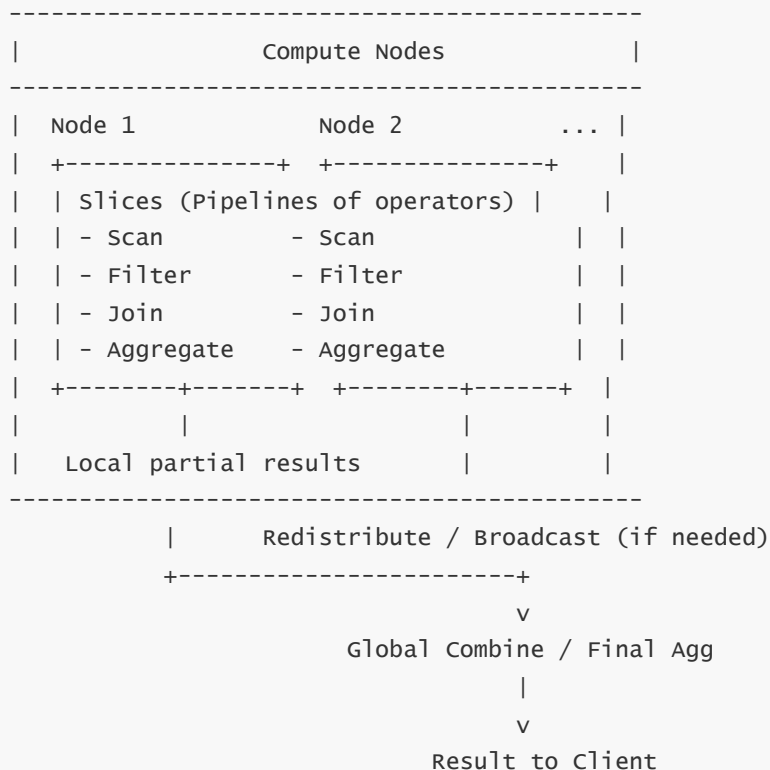 ---------------------------------------------
|                 Compute Nodes             |
---------------------------------------------
|  Node 1             Node 2          ... |
|  +---------------+  +---------------+    |
|  | Slices (Pipelines of operators) |    |
|  | - Scan         - Scan              |  |
|  | - Filter       - Filter            |  |
|  | - Join         - Join              |  |
|  | - Aggregate    - Aggregate         |  |
|  +--------+-------+  +--------+------+  |
|           |                   |         |
|   Local partial results       |         |
---------------------------------------------
           |      Redistribute / Broadcast (if needed)
           +------------------------+
                                    v
                        Global Combine / Final Agg
                                    |
                                    v
                              Result to Client